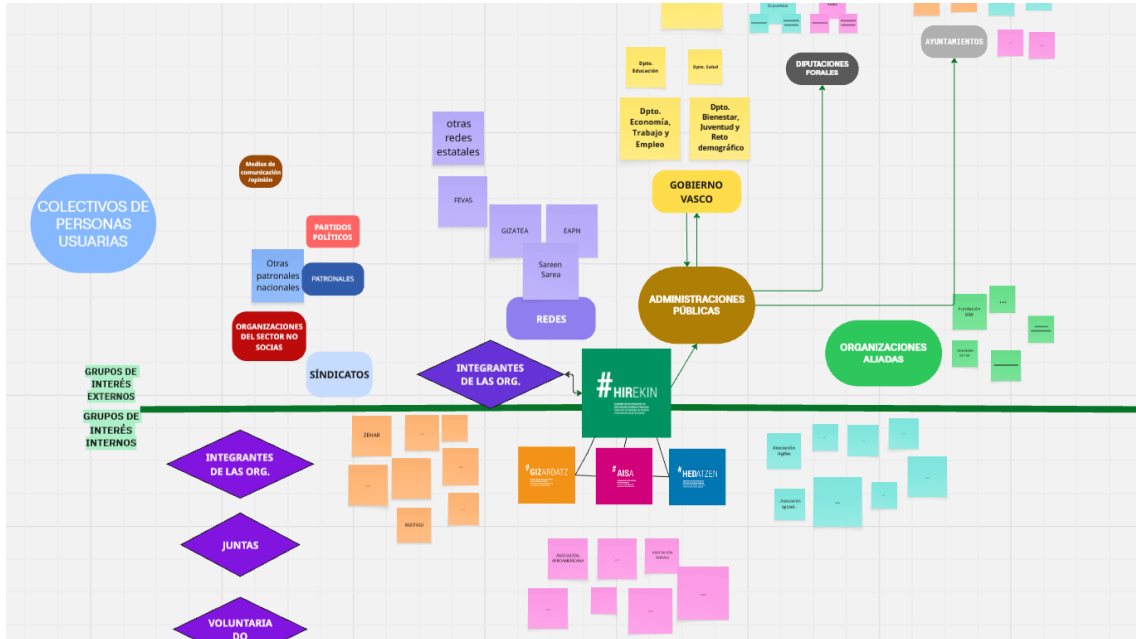 AYUNTAMIENTOS
DIPUTACIONES
FORALES
Dpto.
Educación
Dpto. Salud
Dpto.
Economía,
Trabajo y
Empleo
Dpto.
Bienestar,
Juventud y
Reto
demográfico
otras
redes
estatales
Medios de
comunicación
/opinión
COLECTIVOS DE
PERSONAS
USUARIAS
FEVAS
GOBIERNO
VASCO
GIZATEA
EAPN
PARTIDOS
POLÍTICOS
Otras
patronales
nacionales
PATRONALES
Sareen
Sarea
REDES
ADMINISTRACIONES
PÚBLICAS
ORGANIZACIONES
DEL SECTOR NO
SOCIAS
ORGANIZACIONES
ALIADAS
...
SÍNDICATOS
INTEGRANTES
DE LAS ORG.
#HIREKIN
GRUPOS DE
INTERÉS
EXTERNOS
GRUPOS DE
INTERÉS
INTERNOS
INTEGRANTES
DE LAS ORG.
ZEHAR
#GIZARDATZ
#AISA
#HEDATZEN
Asociación
JUNTAS
ASOCIACIÓN
VOLUNTARIA
DO